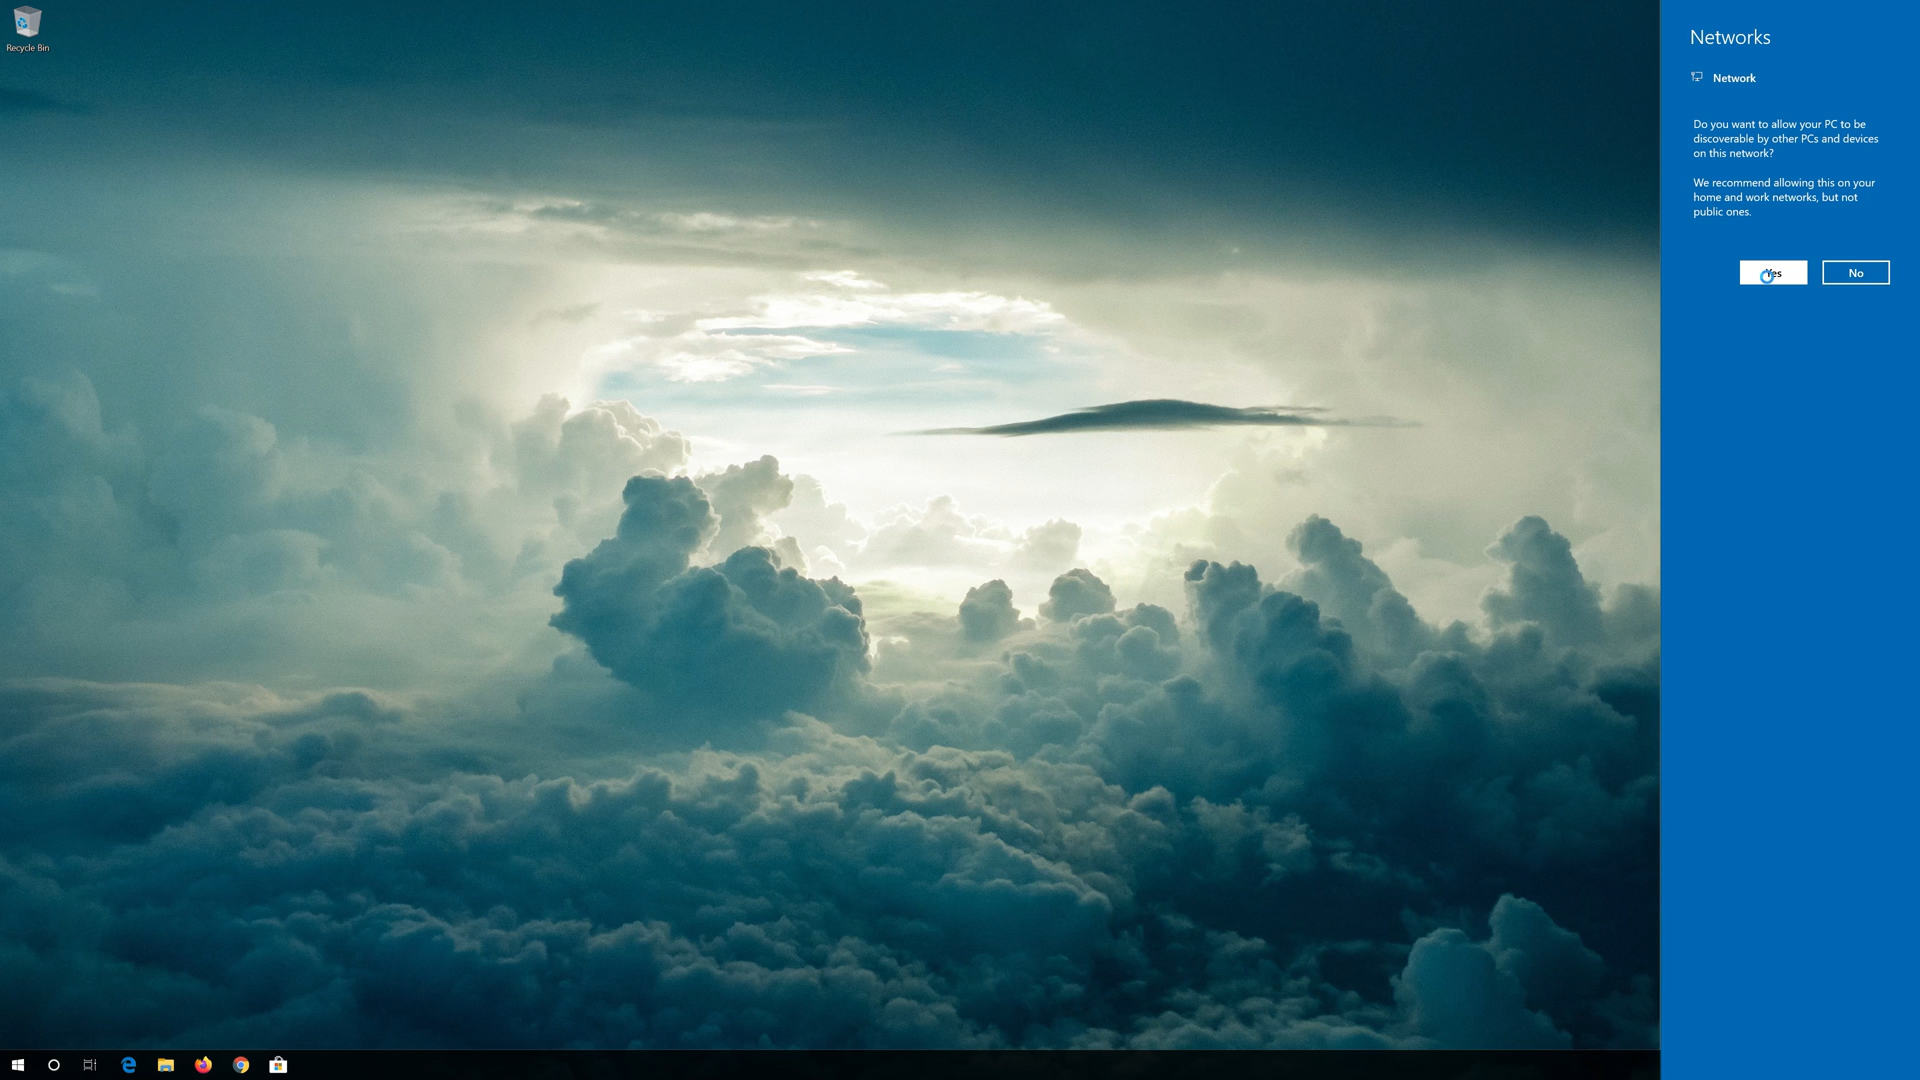 Recycle Bin
Networks
Network
Do you want to allow your PC to be
discoverable by other PCs and devices
on this network?
We recommend allowing this on your
home and work networks, but not
public ones.
Yes
No